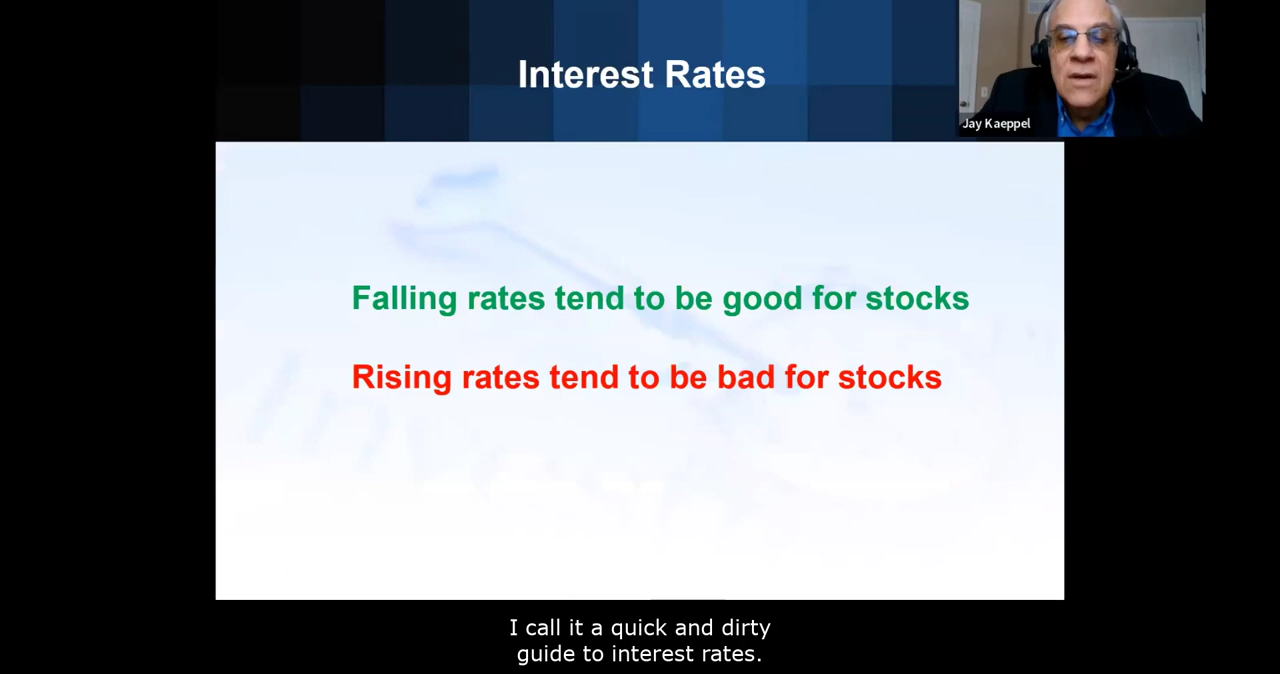 Interest Rates
Jay Kaeppel
Falling rates tend to be good for stocks
Rising rates tend to be bad for stocks
I call it a quick and dirty
guide to interest rates.